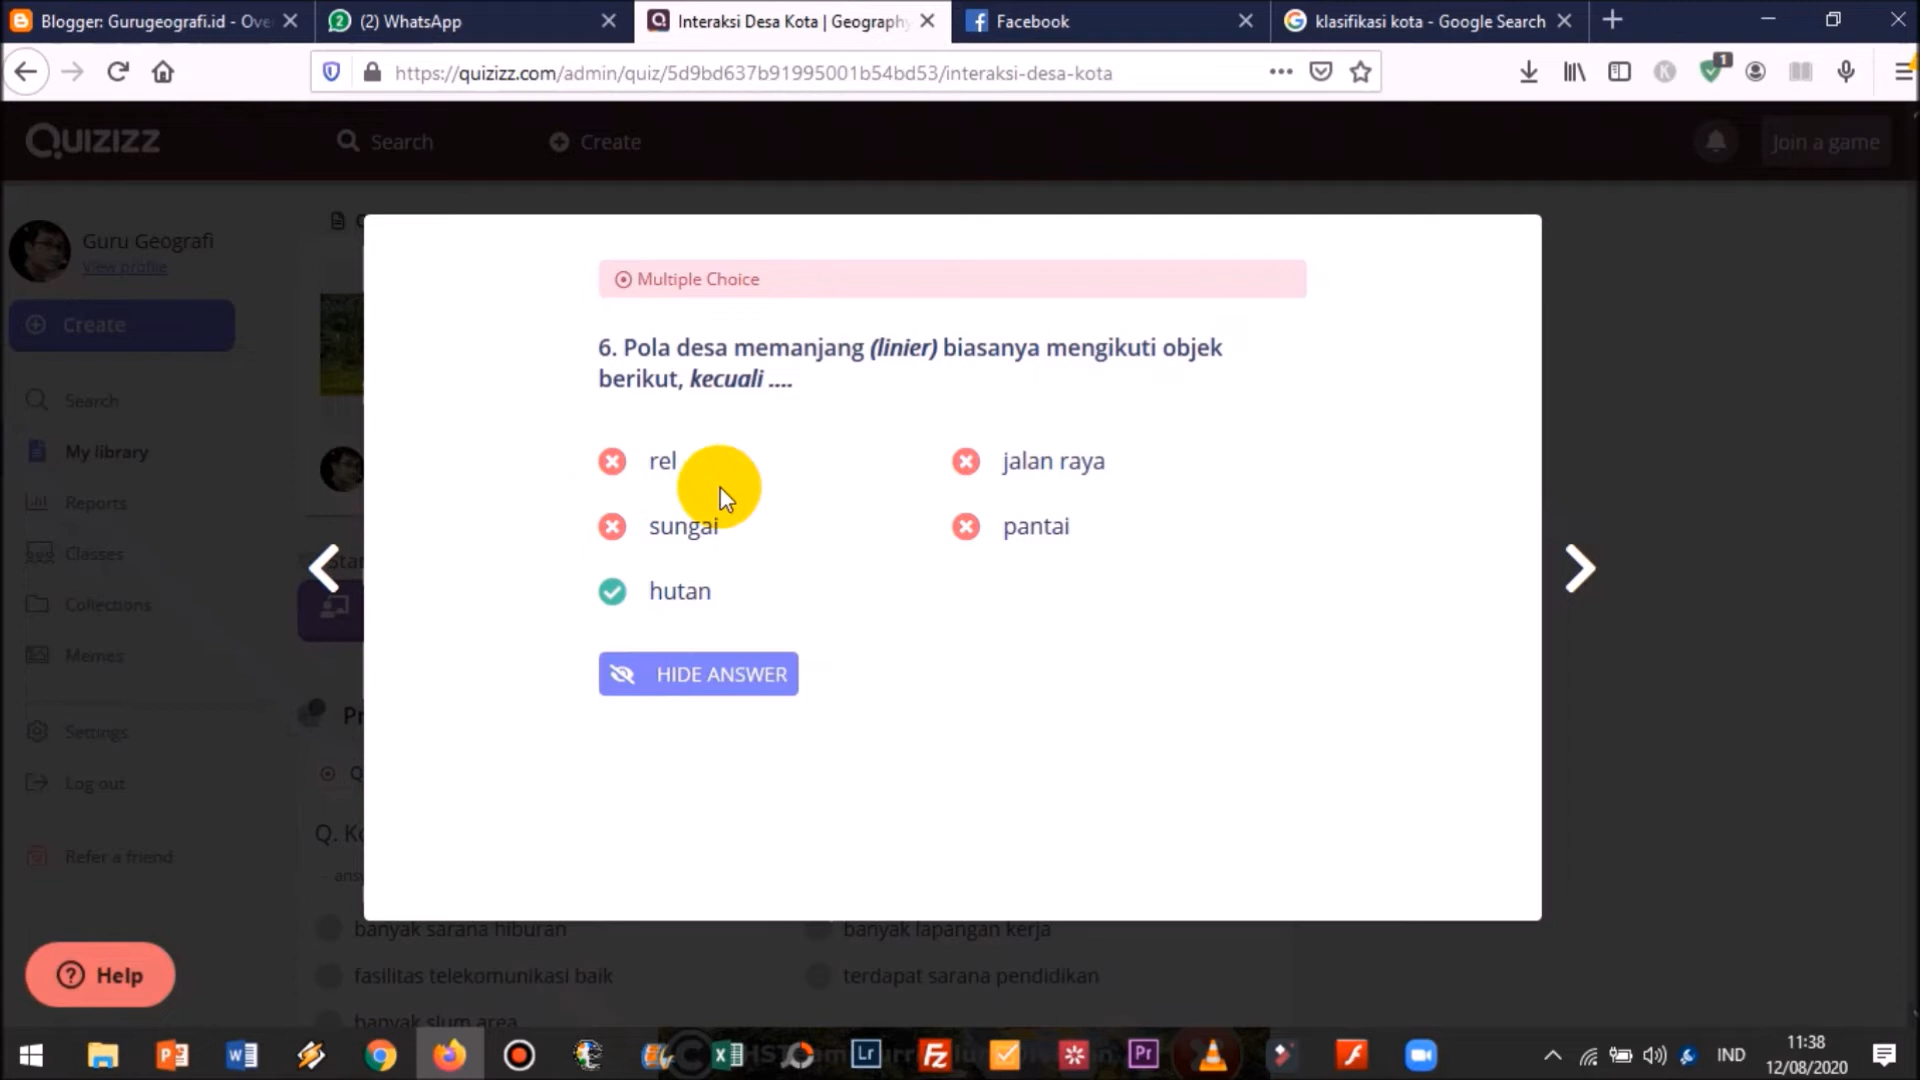 Blogger: Gurugeografi.id - Ove
(2) WhatsApp
Interaksi Desa Kota | Geography
Facebook
klasifikasi kota - Google Search
https://quizizz.com/admin/quiz/5d9bd637b91995001b54bd53/interaksi-desa-kota
1
QUIZIZZ
Search
Create
Join a game
Guru Geografi
View profile
Create
Search
My library
Reports
Classes
Collections
Memes
Settings
Log out
Refer a friend
Help
Multiple Choice
6. Pola desa memanjang (linier) biasanya mengikuti objek
berikut, kecuali ....
rel
jalan raya
sungai
pantai
hutan
HIDE ANSWER
banyak sarana hiburan
banyak lapangan kerja
fasilitas telekomunikasi baik
terdapat sarana pendidikan
banyak slum area
Lr
Fz
Pr
IND
11:38
12/08/2020